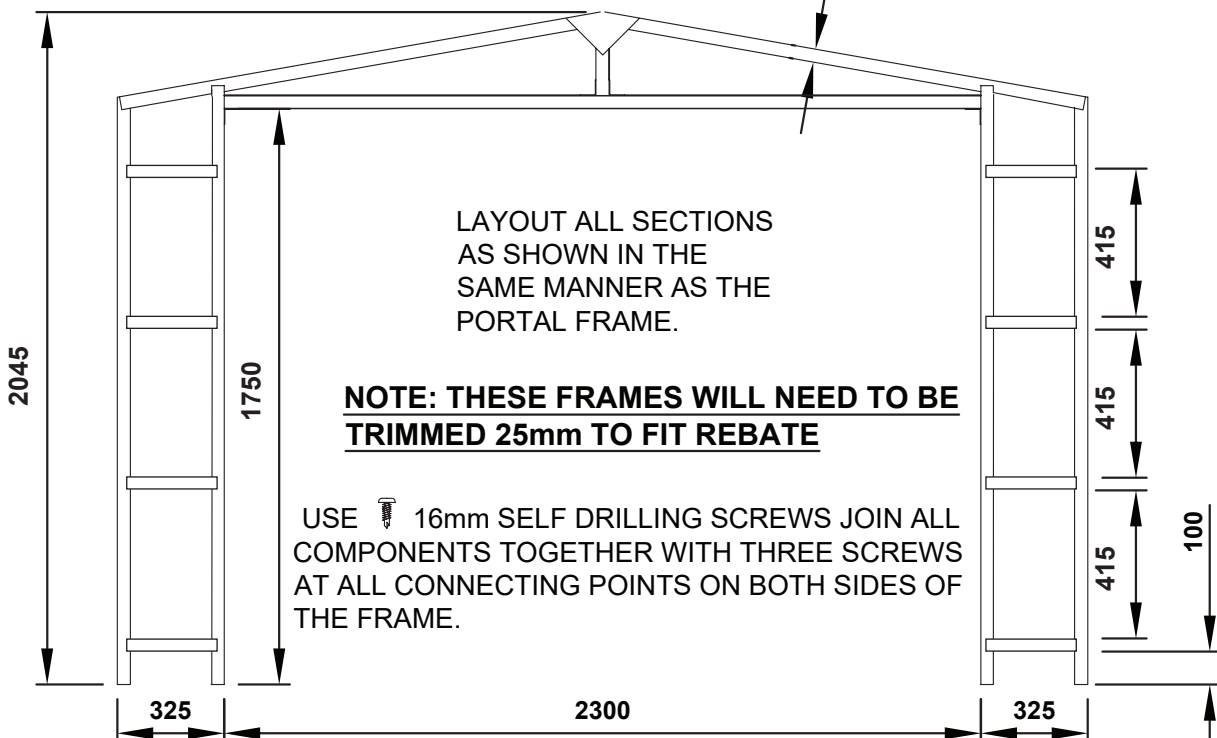 LAYOUT ALL SECTIONS
AS SHOWN IN THE
SAME MANNER AS THE
PORTAL FRAME.
NOTE: THESE FRAMES WILL NEED TO BE
TRIMMED 25mm TO FIT REBATE
USE 16mm SELF DRILLING SCREWS JOIN ALL
COMPONENTS TOGETHER WITH THREE SCREWS
AT ALL CONNECTING POINTS ON BOTH SIDES OF
THE FRAME.
2045
1750
415
415
415
100
325
2300
325